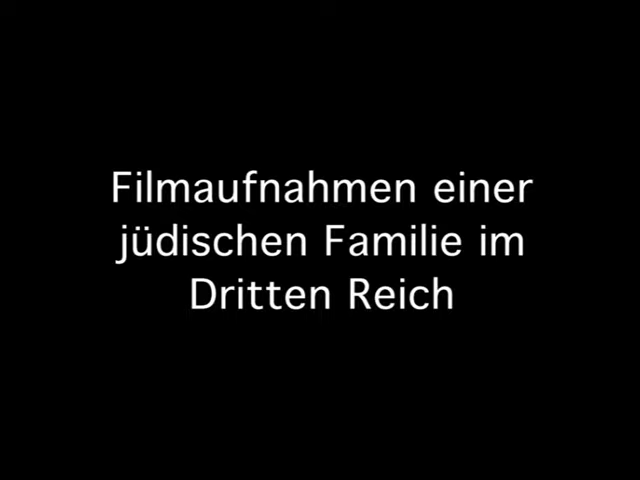 Filmaufnahmen einer
jüdischen Familie im
Dritten Reich